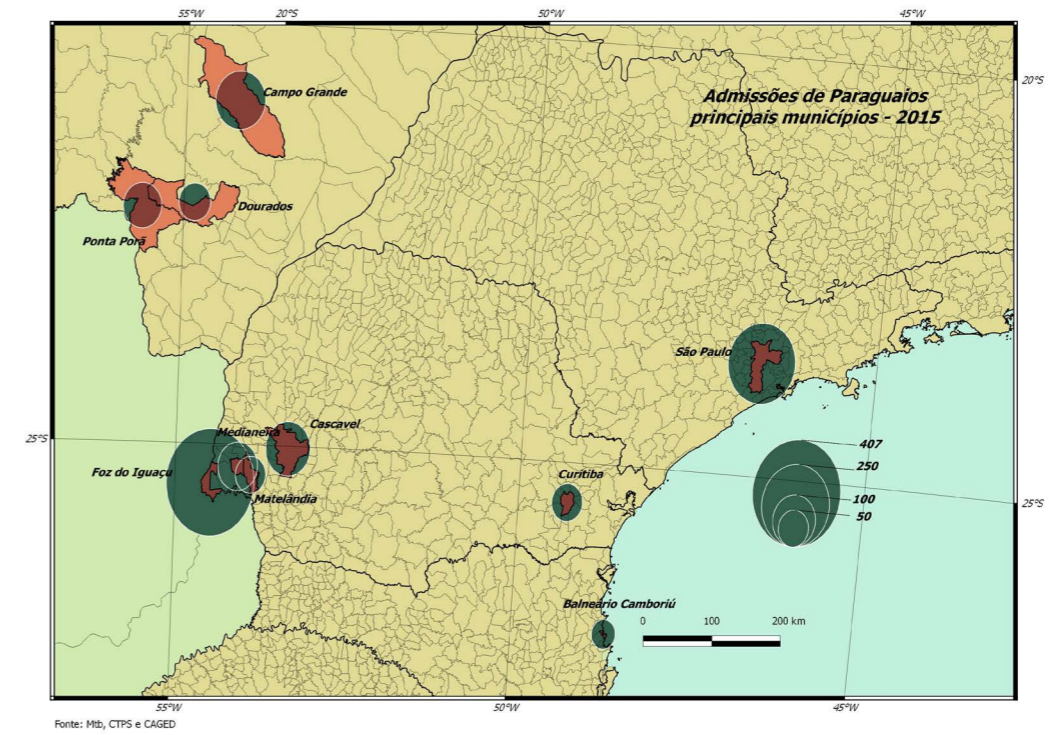 55°W
20°S
50°W
45°W
Campo Grande
20°S
Admissões de Paraguaios
principais municípios - 2015
Dourados
Ponta Porã
São Paulo
Cascavel
Medianeira
25°S
407
Foz do Iguaçu
250
Curitiba
Matelândia
100
25°S
50
Balneário Camboriú
0 100 200 km
55°W
50°W
45°W
Fonte: Mtb, CTPS e CAGED